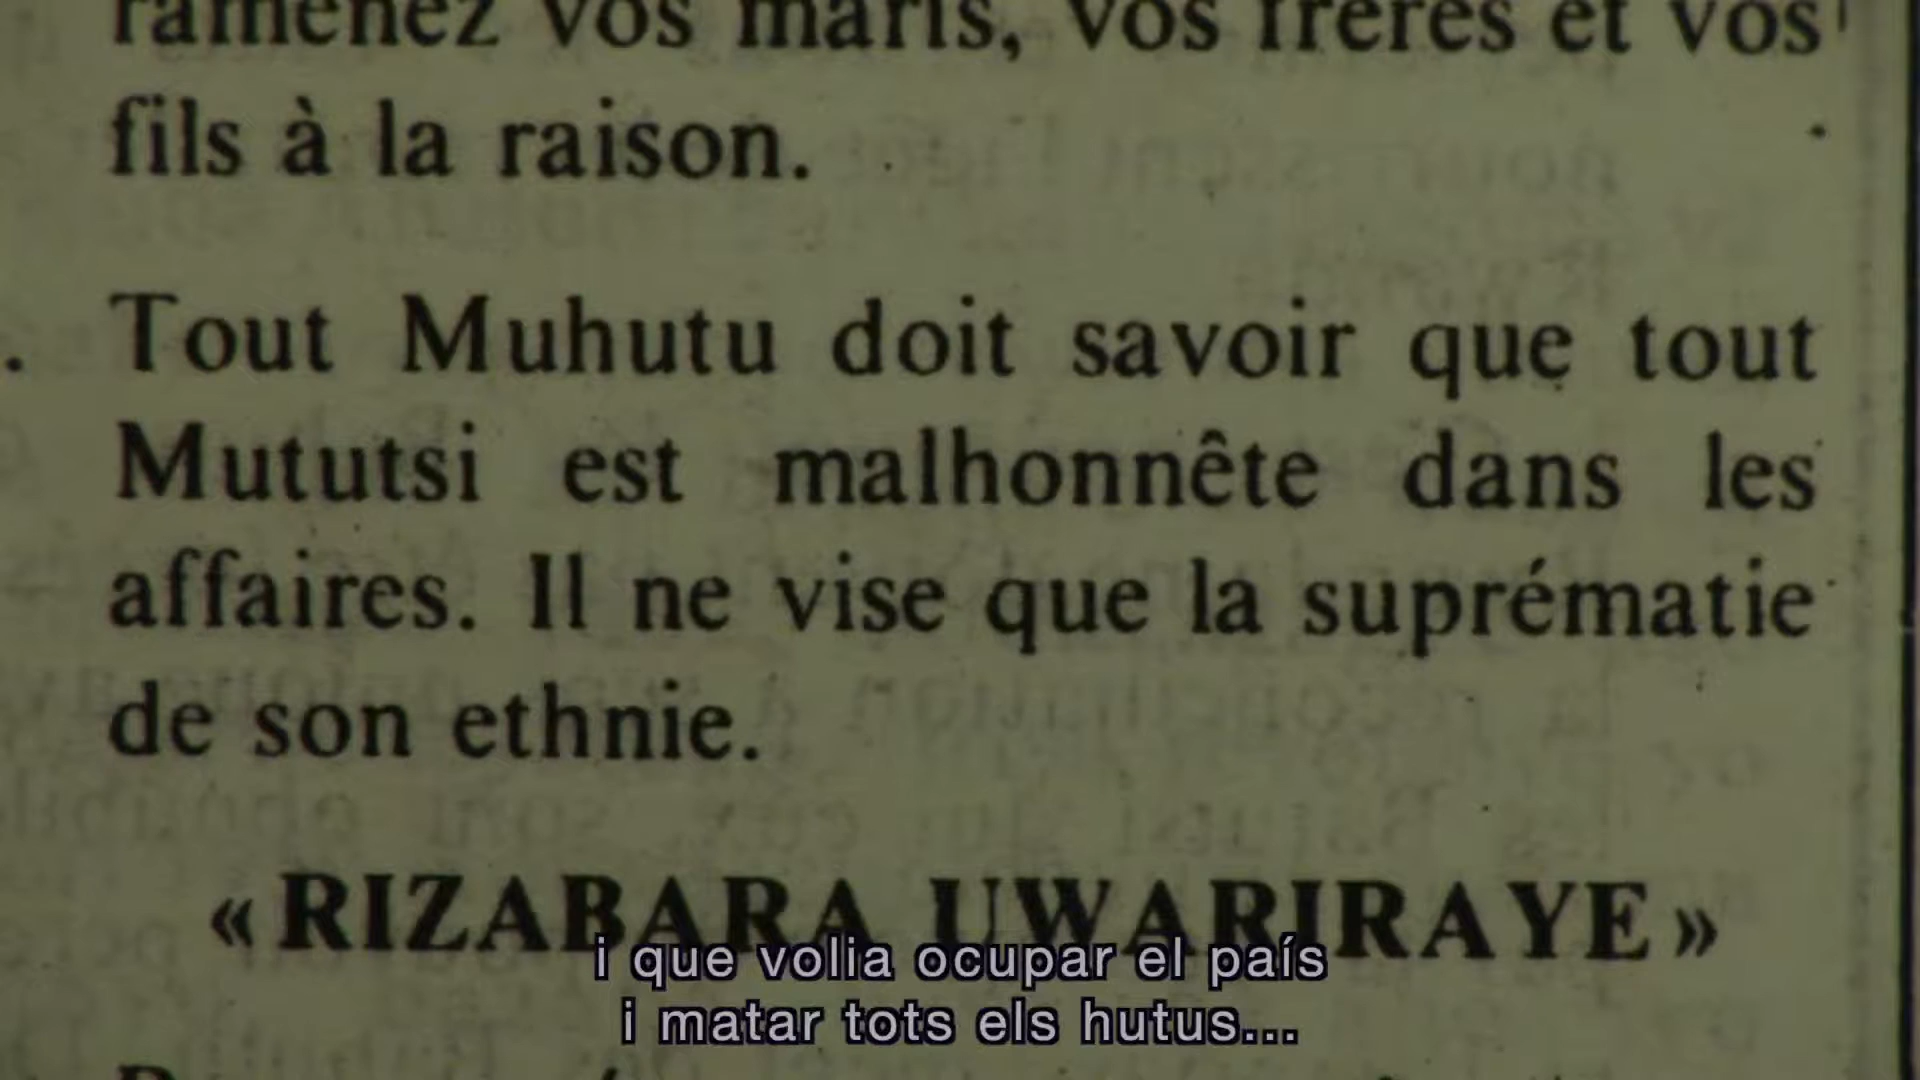 ramenez vos maris, vos frères et vos
fils à la raison.
. Tout Muhutu doit savoir que tout
Mututsi est malhonnête dans les
affaires. Il ne vise que la suprématie
de son ethnie.
«RIZABARA UWARIRAYE»
i que volia ocupar el país
i matar tots els hutus...